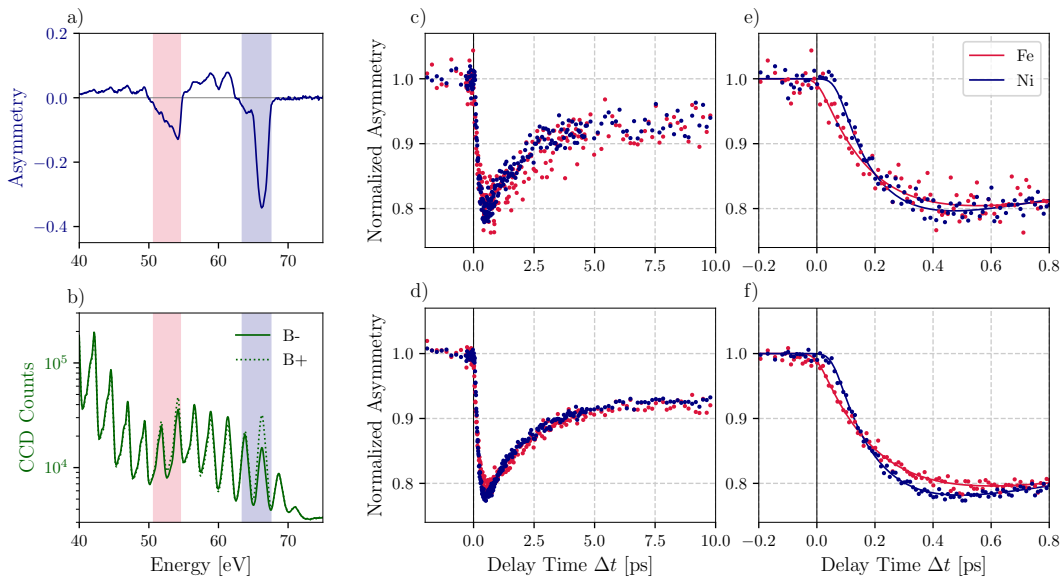 a)
Asymmetry
0.2
0.0
−0.2
−0.4
40 50 60 70
b)
CCD Counts
10^5
10^4
B-
B+
40 50 60 70
Energy [eV]
c)
Normalized Asymmetry
1.0
0.9
0.8
0.0 2.5 5.0 7.5 10.0
d)
Normalized Asymmetry
1.0
0.9
0.8
0.0 2.5 5.0 7.5 10.0
Delay Time Δt [ps]
e)
Fe
Ni
1.0
0.9
0.8
−0.2 0.0 0.2 0.4 0.6 0.8
f)
1.0
0.9
0.8
−0.2 0.0 0.2 0.4 0.6 0.8
Delay Time Δt [ps]